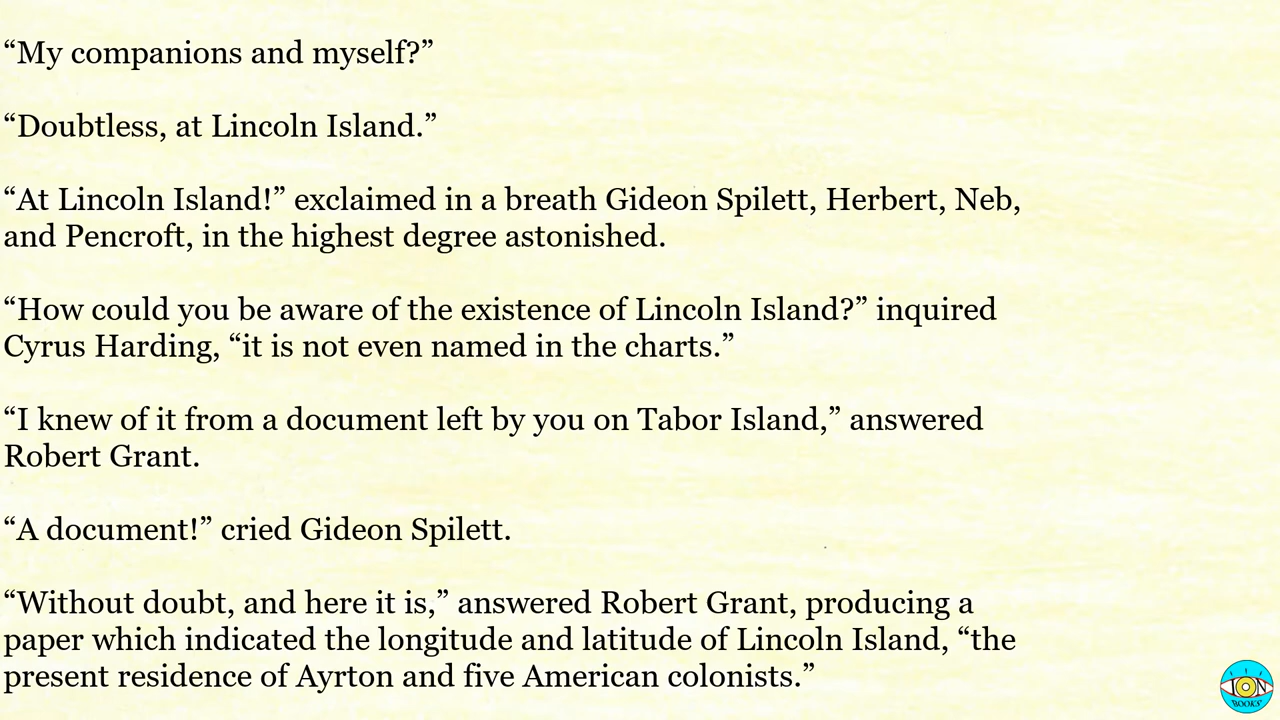 “My companions and myself?”
“Doubtless, at Lincoln Island.”
“At Lincoln Island!” exclaimed in a breath Gideon Spilett, Herbert, Neb,
and Pencroft, in the highest degree astonished.
“How could you be aware of the existence of Lincoln Island?” inquired
Cyrus Harding, “it is not even named in the charts.”
“I knew of it from a document left by you on Tabor Island,” answered
Robert Grant.
“A document!” cried Gideon Spilett.
“Without doubt, and here it is,” answered Robert Grant, producing a
paper which indicated the longitude and latitude of Lincoln Island, “the
present residence of Ayrton and five American colonists.”
ION
BOOKS